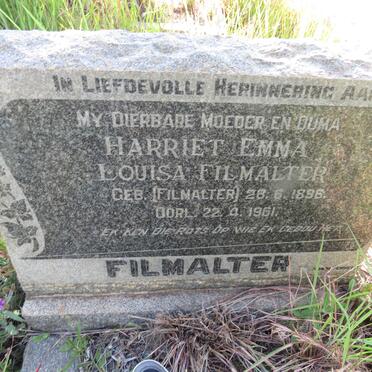 IN LIEFDEVOLLE HERINNERING AAN
MY DIERBARE MOEDER EN OUMA
HARRIET EMMA
LOUISA FILMALTER
GEB. (FILMALTER) 28. 6. 1896.
OORL. 22. 4. 1961.
EK KEN DIE ROTS OP WIE EK GEBOU HET
FILMALTER